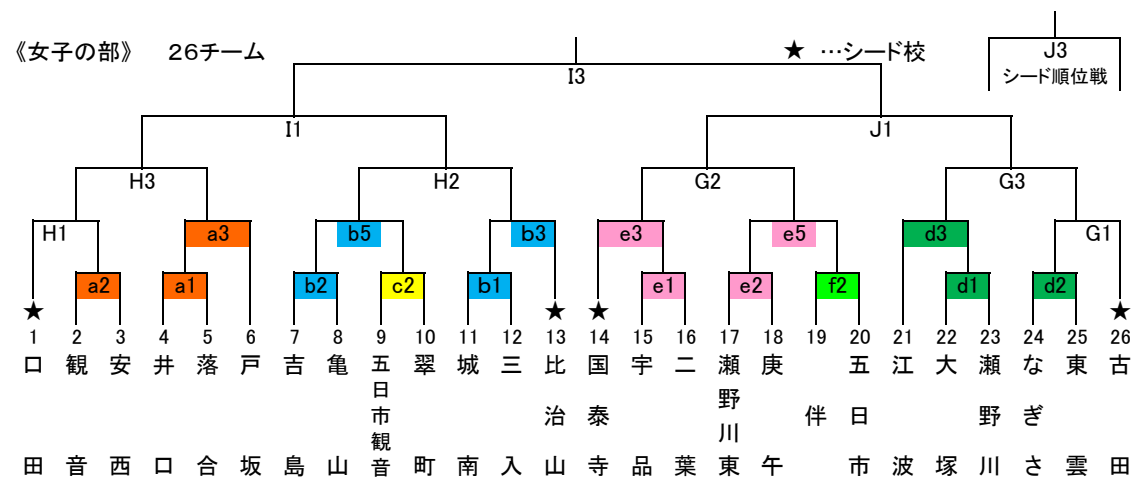 《女子の部》 26チーム
★ …シード校
J3
シード順位戦
I3
I1
J1
H3
H2
G2
G3
H1
a3
b5
b3
e3
e5
d3
G1
a2
a1
b2
c2
b1
e1
e2
f2
d1
d2
★
★
★
★
1 2 3 4 5 6 7 8 9 10 11 12 13 14 15 16 17 18 19 20 21 22 23 24 25 26
口田
観音
安西
井口
落合
戸坂
吉島
亀山
五日市観音
翠町
城南
三入
比治山
国泰寺
宇品
二葉
瀬野川東
庚午
伴
五日市
江波
大塚
瀬野川
なぎさ
東雲
古田